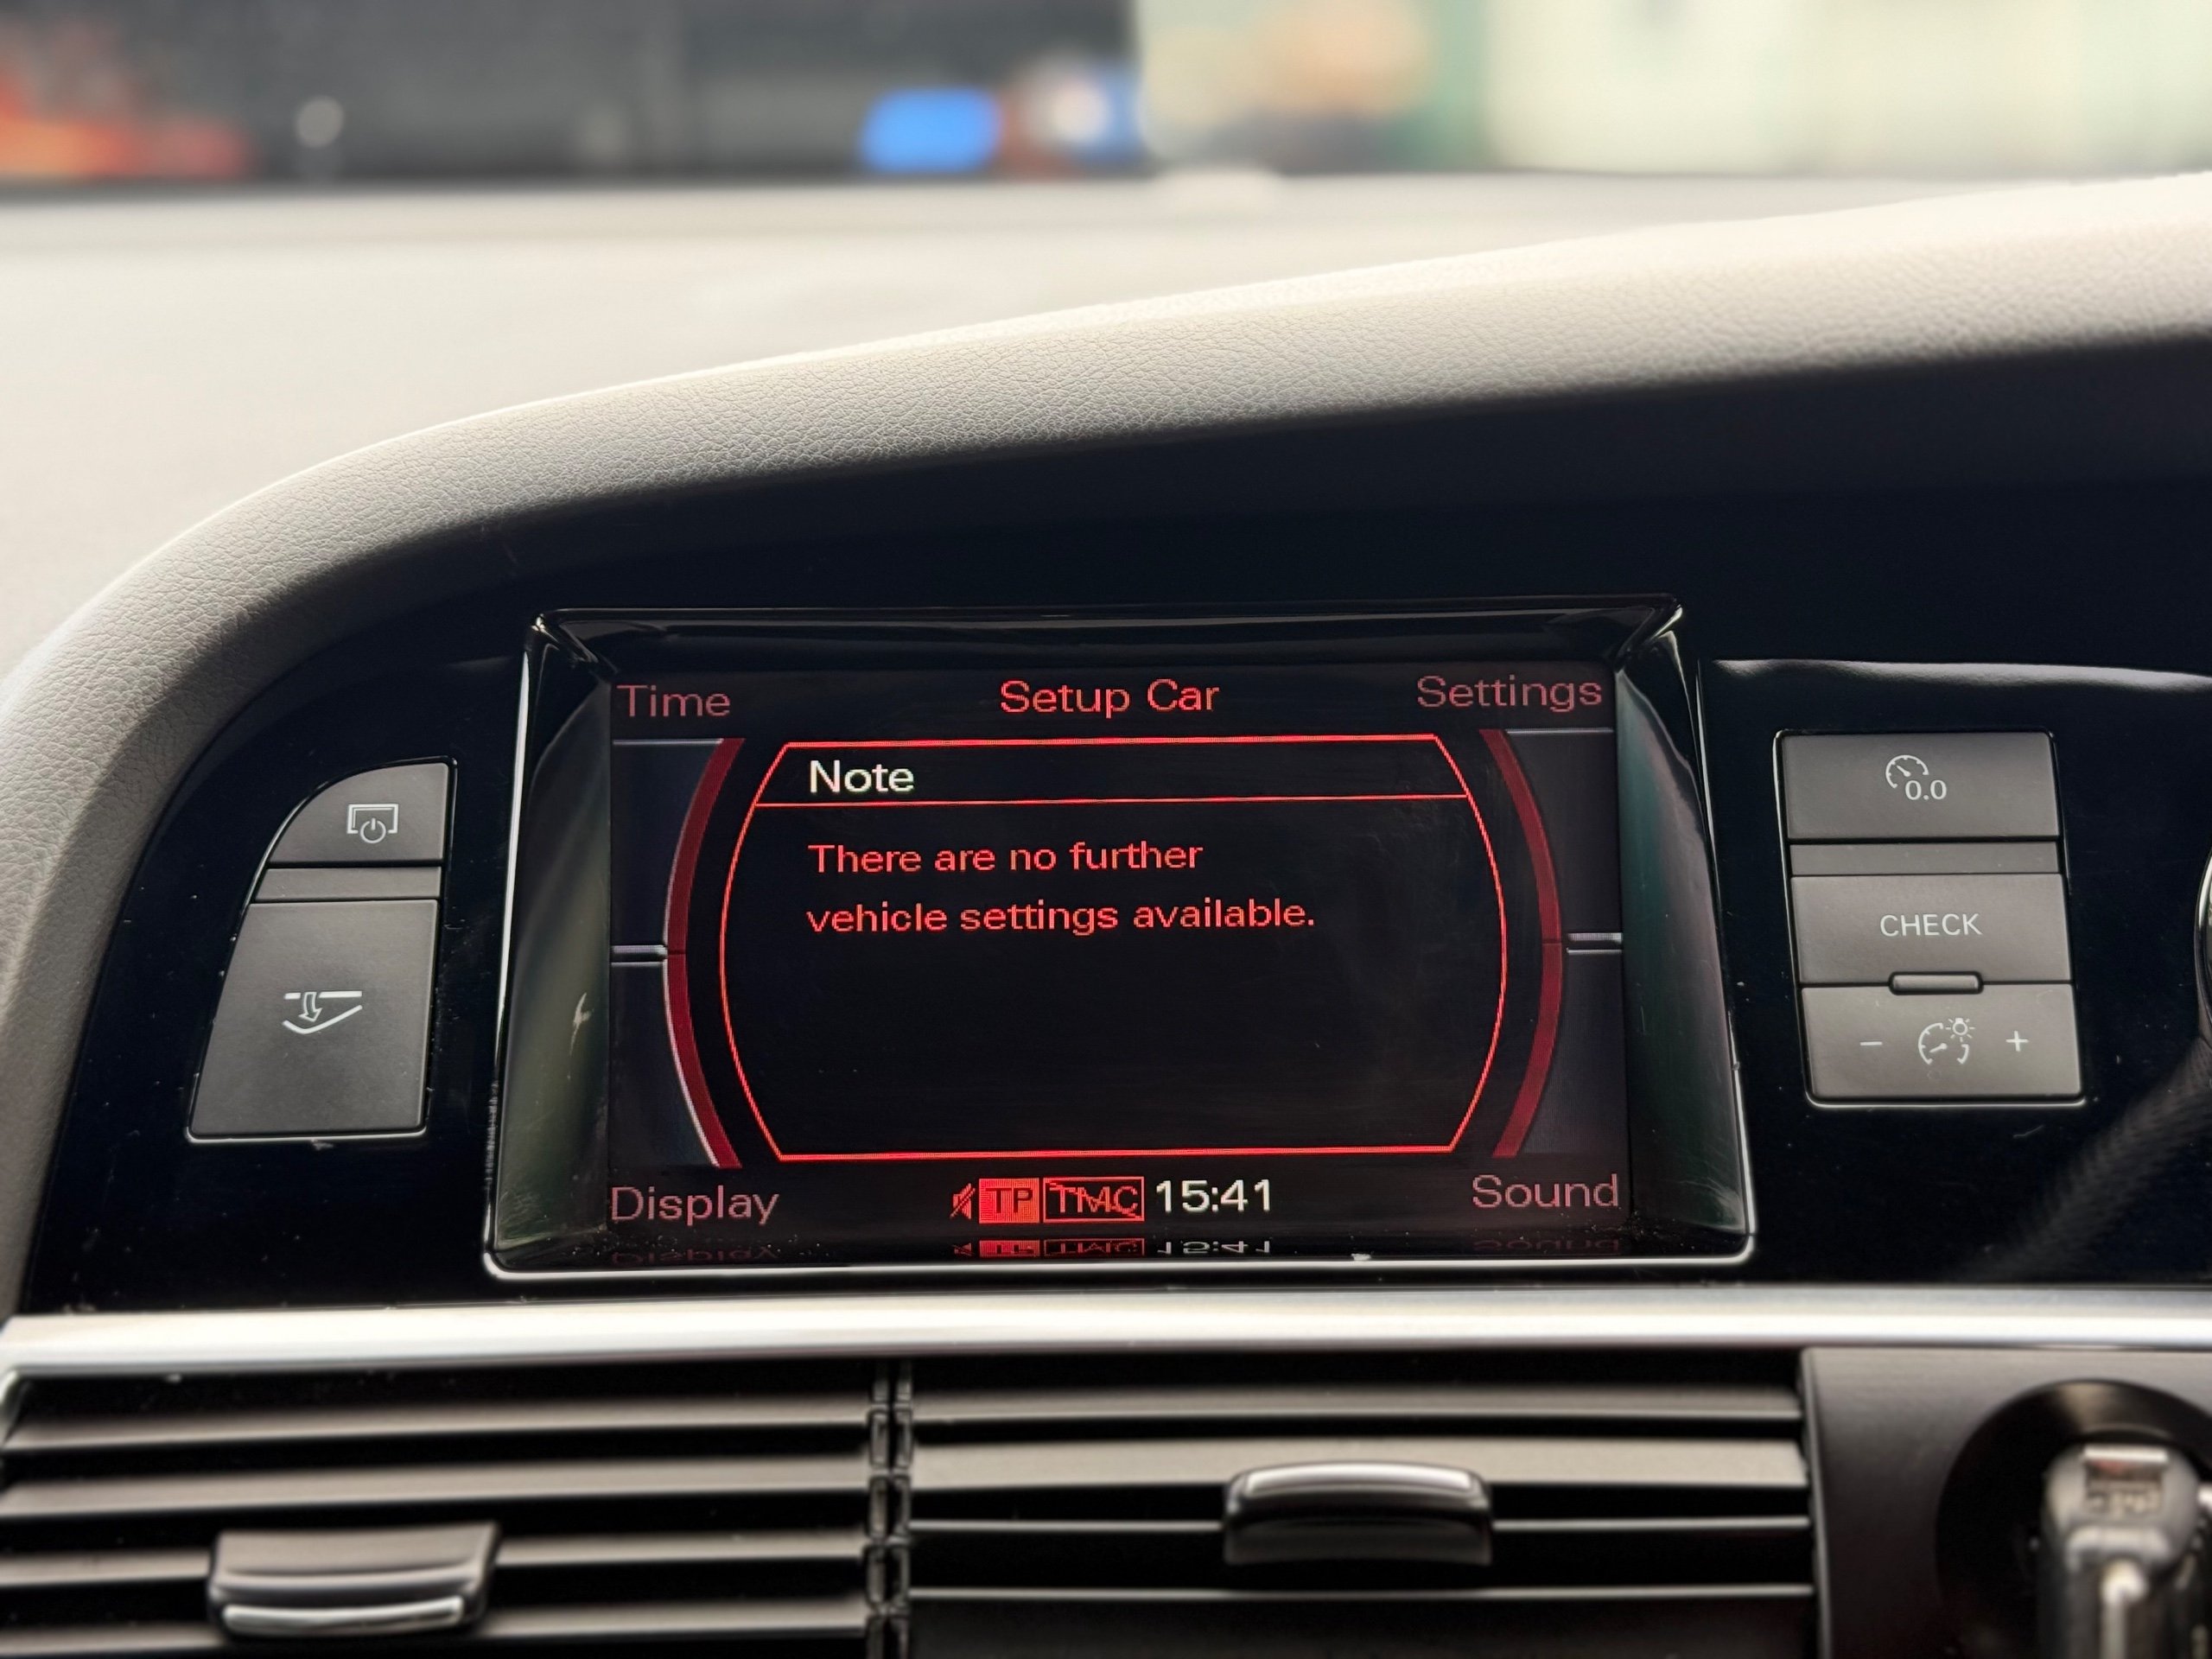 Time Setup Car Settings
Note
There are no further
vehicle settings available.
Display TP TMC 15:41 Sound
0.0
CHECK
- +